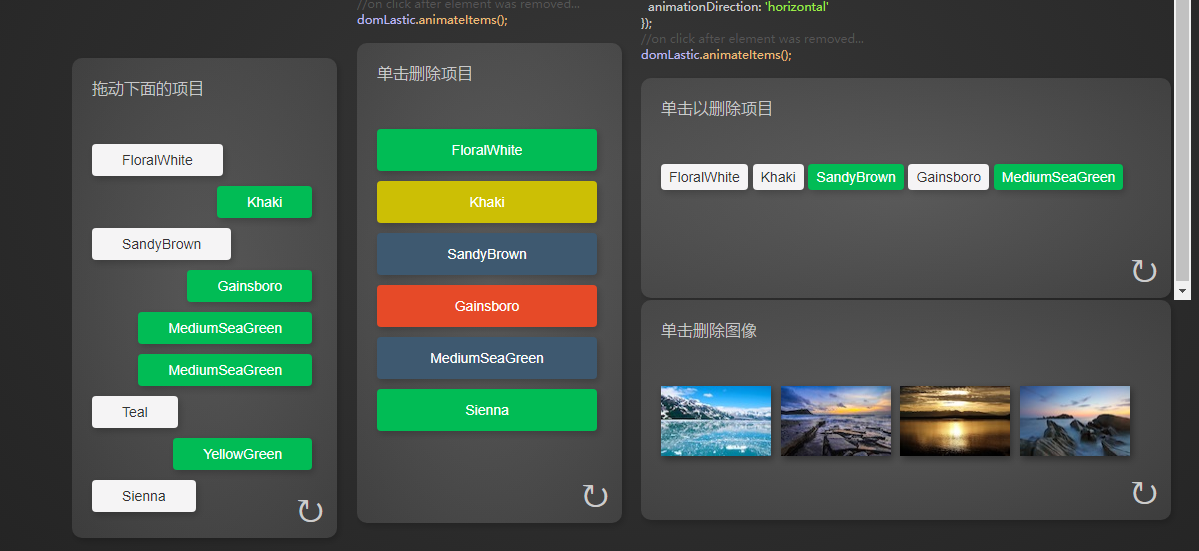 //on click after element was removed...
domLastic.animateItems();
animationDirection: 'horizontal'
});
//on click after element was removed...
domLastic.animateItems();
拖动下面的项目
FloralWhite
Khaki
SandyBrown
Gainsboro
MediumSeaGreen
MediumSeaGreen
Teal
YellowGreen
Sienna
单击删除项目
FloralWhite
Khaki
SandyBrown
Gainsboro
MediumSeaGreen
Sienna
单击以删除项目
FloralWhite Khaki SandyBrown Gainsboro MediumSeaGreen
单击删除图像